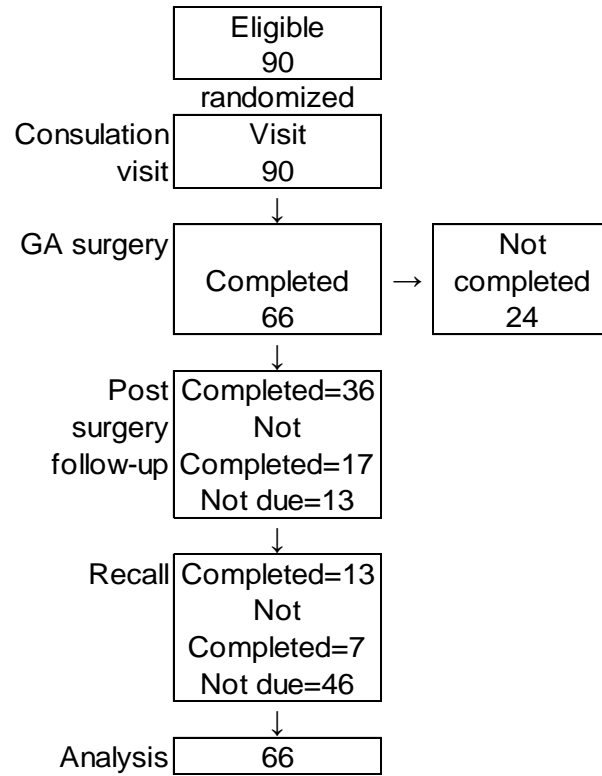 Eligible
90
randomized
Consulation Visit
visit 90
↓
GA surgery Not
Completed → completed
66 24
↓
Post Completed=36
surgery Not
follow-up Completed=17
Not due=13
↓
Recall Completed=13
Not
Completed=7
Not due=46
↓
Analysis 66